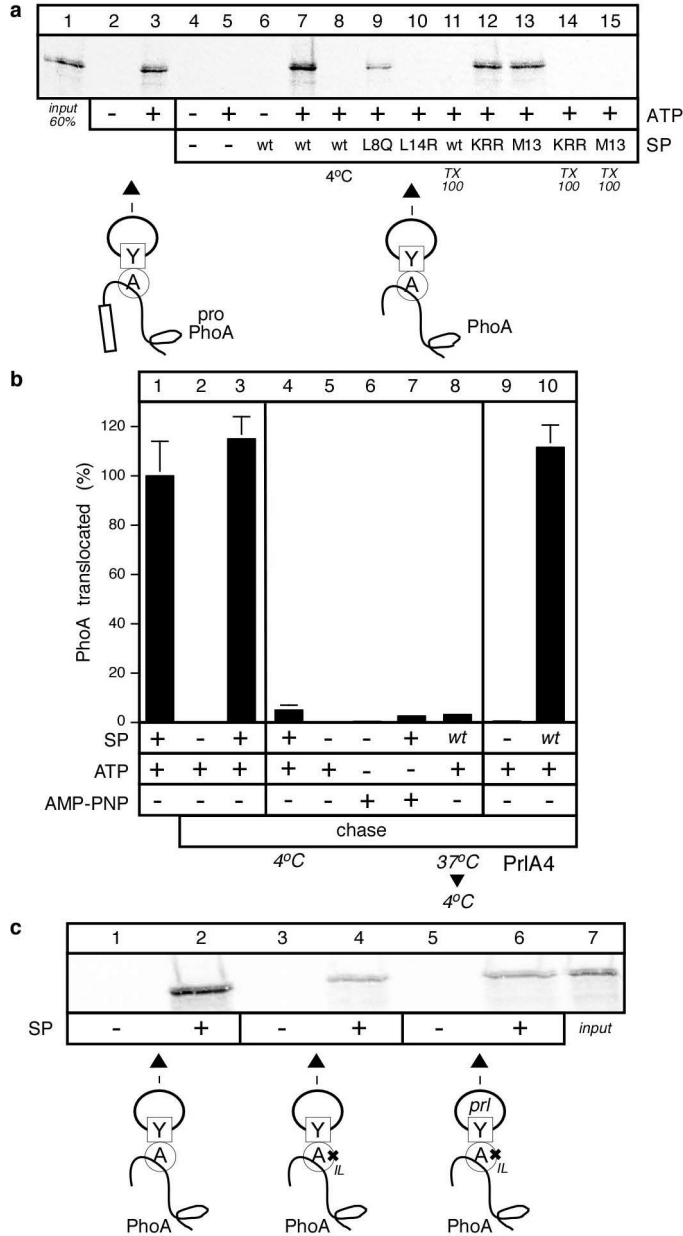 a
1 2 3 4 5 6 7 8 9 10 11 12 13 14 15
input 60% - + - + - + + + + + + + + + ATP
- - wt wt wt L8Q L14R wt KRR M13 KRR M13 SP
4ºC TX 100 TX 100 TX 100
Y Y
A A
pro PhoA PhoA
b
1 2 3 4 5 6 7 8 9 10
PhoA translocated (%)
120
100
80
60
40
20
0
SP + - + + - - + wt - wt
ATP + + + + + - - + + +
AMP-PNP - - - - - + + - - -
chase
4ºC 37ºC PrlA4
4ºC
c
1 2 3 4 5 6 7
SP - + - + - + input
prl
Y Y Y
A A A
IL IL
PhoA PhoA PhoA